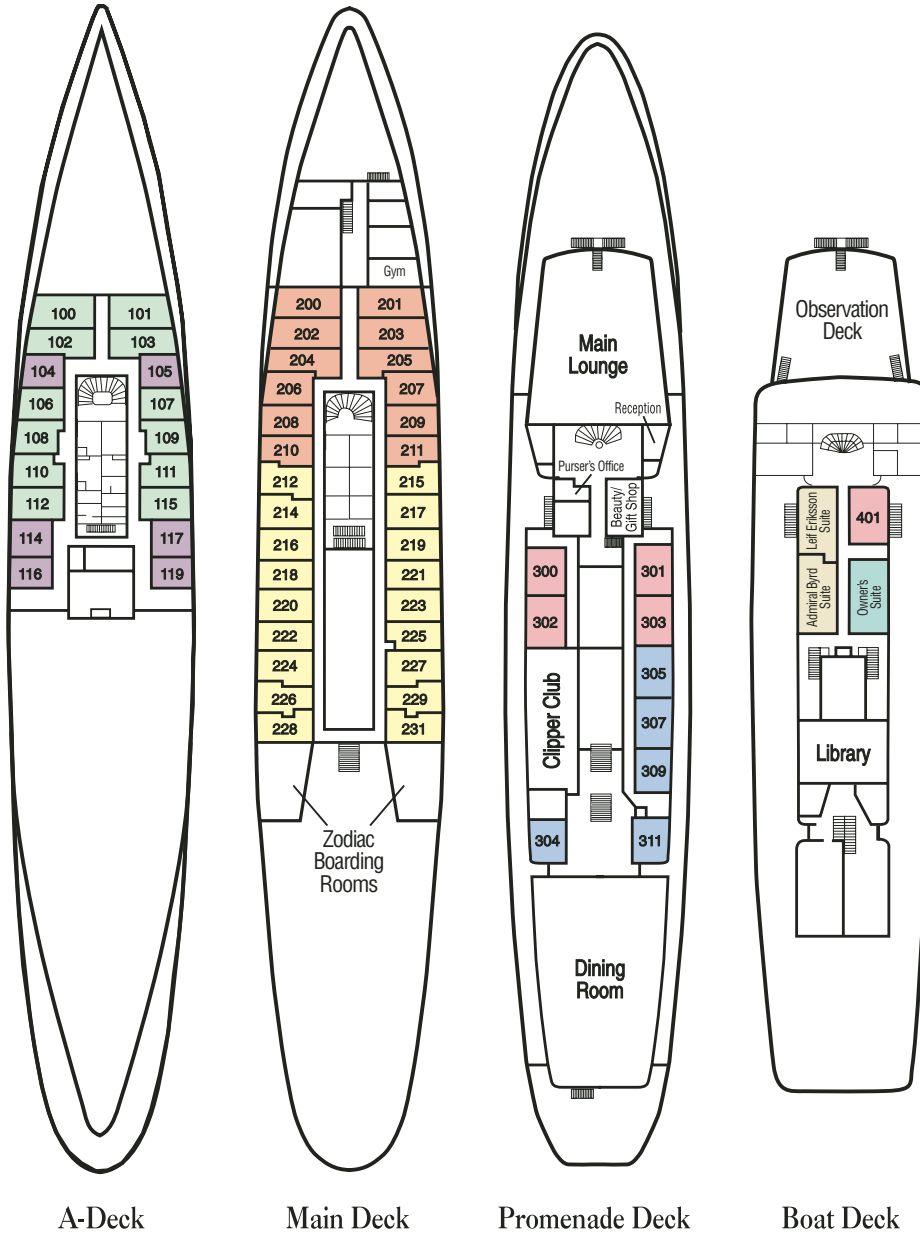 100
101
102
103
104
105
106
107
108
109
110
111
112
115
114
117
116
119
A-Deck
Gym
200
201
202
203
204
205
206
207
208
209
210
211
212
215
214
217
216
219
218
221
220
223
222
225
224
227
226
229
228
231
Zodiac
Boarding
Rooms
Main Deck
Main
Lounge
Reception
Purser's Office
Beauty/
Gift Shop
300
301
302
303
305
Clipper Club
307
309
304
311
Dining
Room
Promenade Deck
Observation
Deck
Leif Eriksson
Suite
401
Admiral Byrd
Suite
Owner's
Suite
Library
Boat Deck